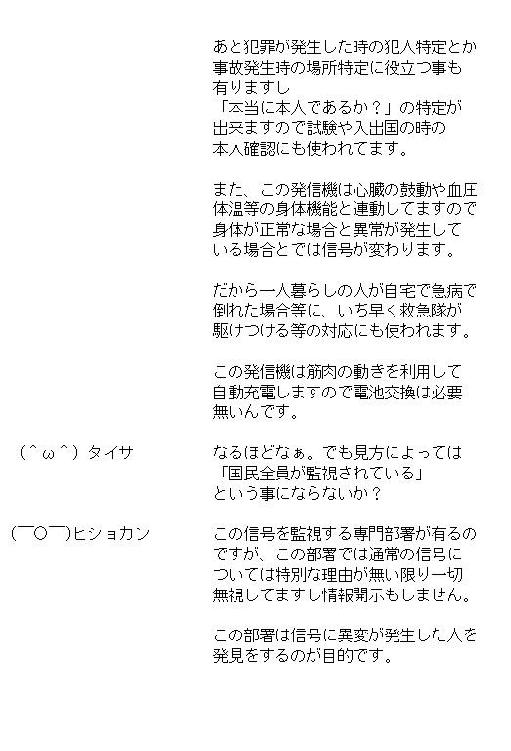 あと犯罪が発生した時の犯人特定とか
事故発生時の場所特定に役立つ事も
有りますし
「本当に本人であるか？」の特定が
出来ますので試験や入出国の時の
本人確認にも使われてます。
また、この発信機は心臓の鼓動や血圧
体温等の身体機能と連動してますので
身体が正常な場合と異常が発生して
いる場合とでは信号が変わります。
だから一人暮らしの人が自宅で急病で
倒れた場合等に、いち早く救急隊が
駆けつける等の対応にも使われます。
この発信機は筋肉の動きを利用して
自動充電しますので電池交換は必要
無いんです。
（＾ω＾）タイサ なるほどなぁ。でも見方によっては
「国民全員が監視されている」
という事にならないか？
(￣○￣)ヒショカン この信号を監視する専門部署が有るの
ですが、この部署では通常の信号に
ついては特別な理由が無い限り一切
無視してますし情報開示もしません。
この部署は信号に異変が発生した人を
発見をするのが目的です。